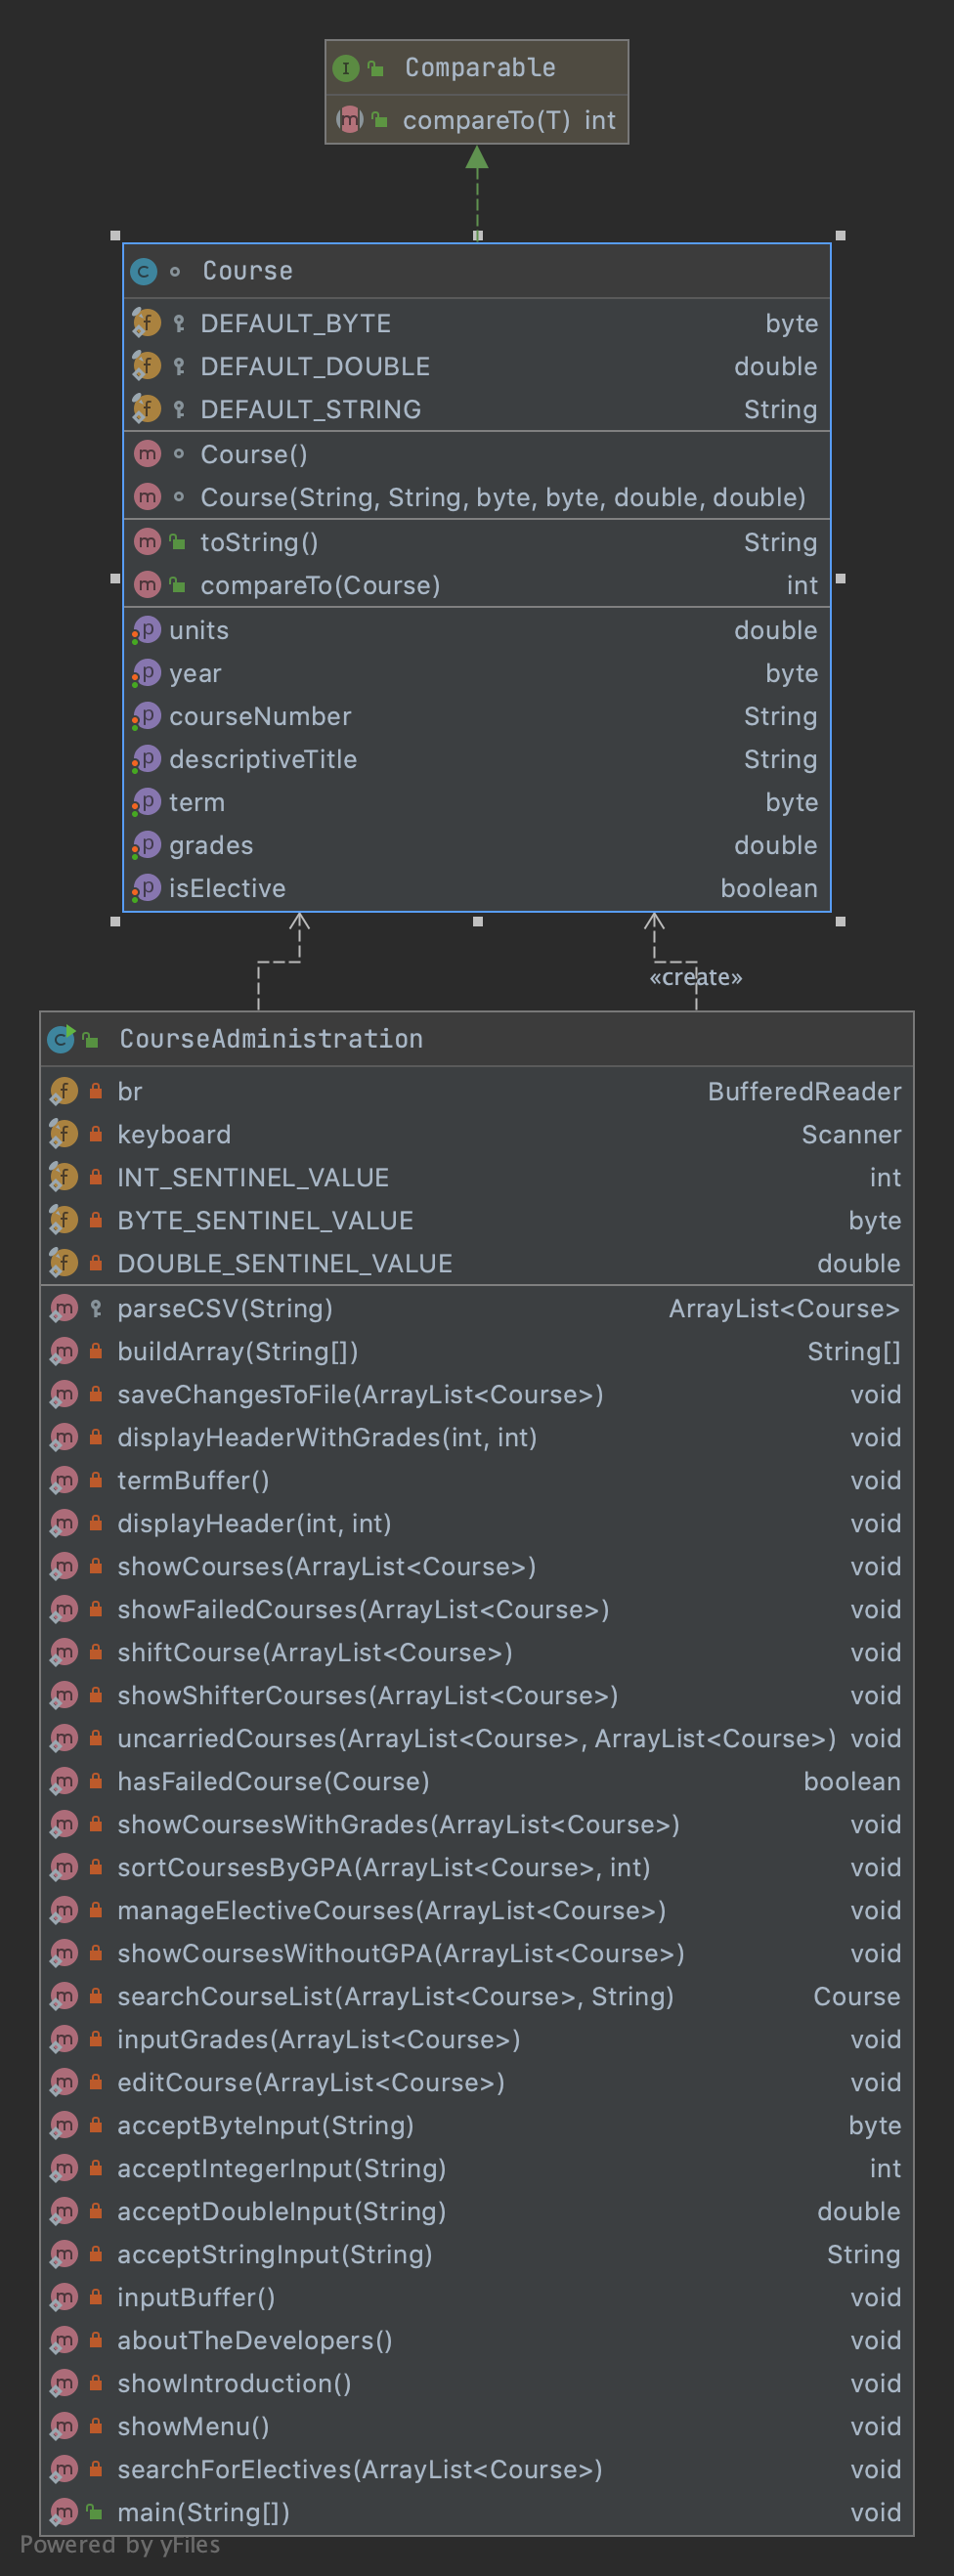 Comparable
compareTo(T) int
Course
DEFAULT_BYTE byte
DEFAULT_DOUBLE double
DEFAULT_STRING String
Course()
Course(String, String, byte, byte, double, double)
toString() String
compareTo(Course) int
units double
year byte
courseNumber String
descriptiveTitle String
term byte
grades double
isElective boolean
«create»
CourseAdministration
br BufferedReader
keyboard Scanner
INT_SENTINEL_VALUE int
BYTE_SENTINEL_VALUE byte
DOUBLE_SENTINEL_VALUE double
parseCSV(String) ArrayList<Course>
buildArray(String[]) String[]
saveChangesToFile(ArrayList<Course>) void
displayHeaderWithGrades(int, int) void
termBuffer() void
displayHeader(int, int) void
showCourses(ArrayList<Course>) void
showFailedCourses(ArrayList<Course>) void
shiftCourse(ArrayList<Course>) void
showShifterCourses(ArrayList<Course>) void
uncarriedCourses(ArrayList<Course>, ArrayList<Course>) void
hasFailedCourse(Course) boolean
showCoursesWithGrades(ArrayList<Course>) void
sortCoursesByGPA(ArrayList<Course>, int) void
manageElectiveCourses(ArrayList<Course>) void
showCoursesWithoutGPA(ArrayList<Course>) void
searchCourseList(ArrayList<Course>, String) Course
inputGrades(ArrayList<Course>) void
editCourse(ArrayList<Course>) void
acceptByteInput(String) byte
acceptIntegerInput(String) int
acceptDoubleInput(String) double
acceptStringInput(String) String
inputBuffer() void
aboutTheDevelopers() void
showIntroduction() void
showMenu() void
searchForElectives(ArrayList<Course>) void
main(String[]) void
Powered by yFiles